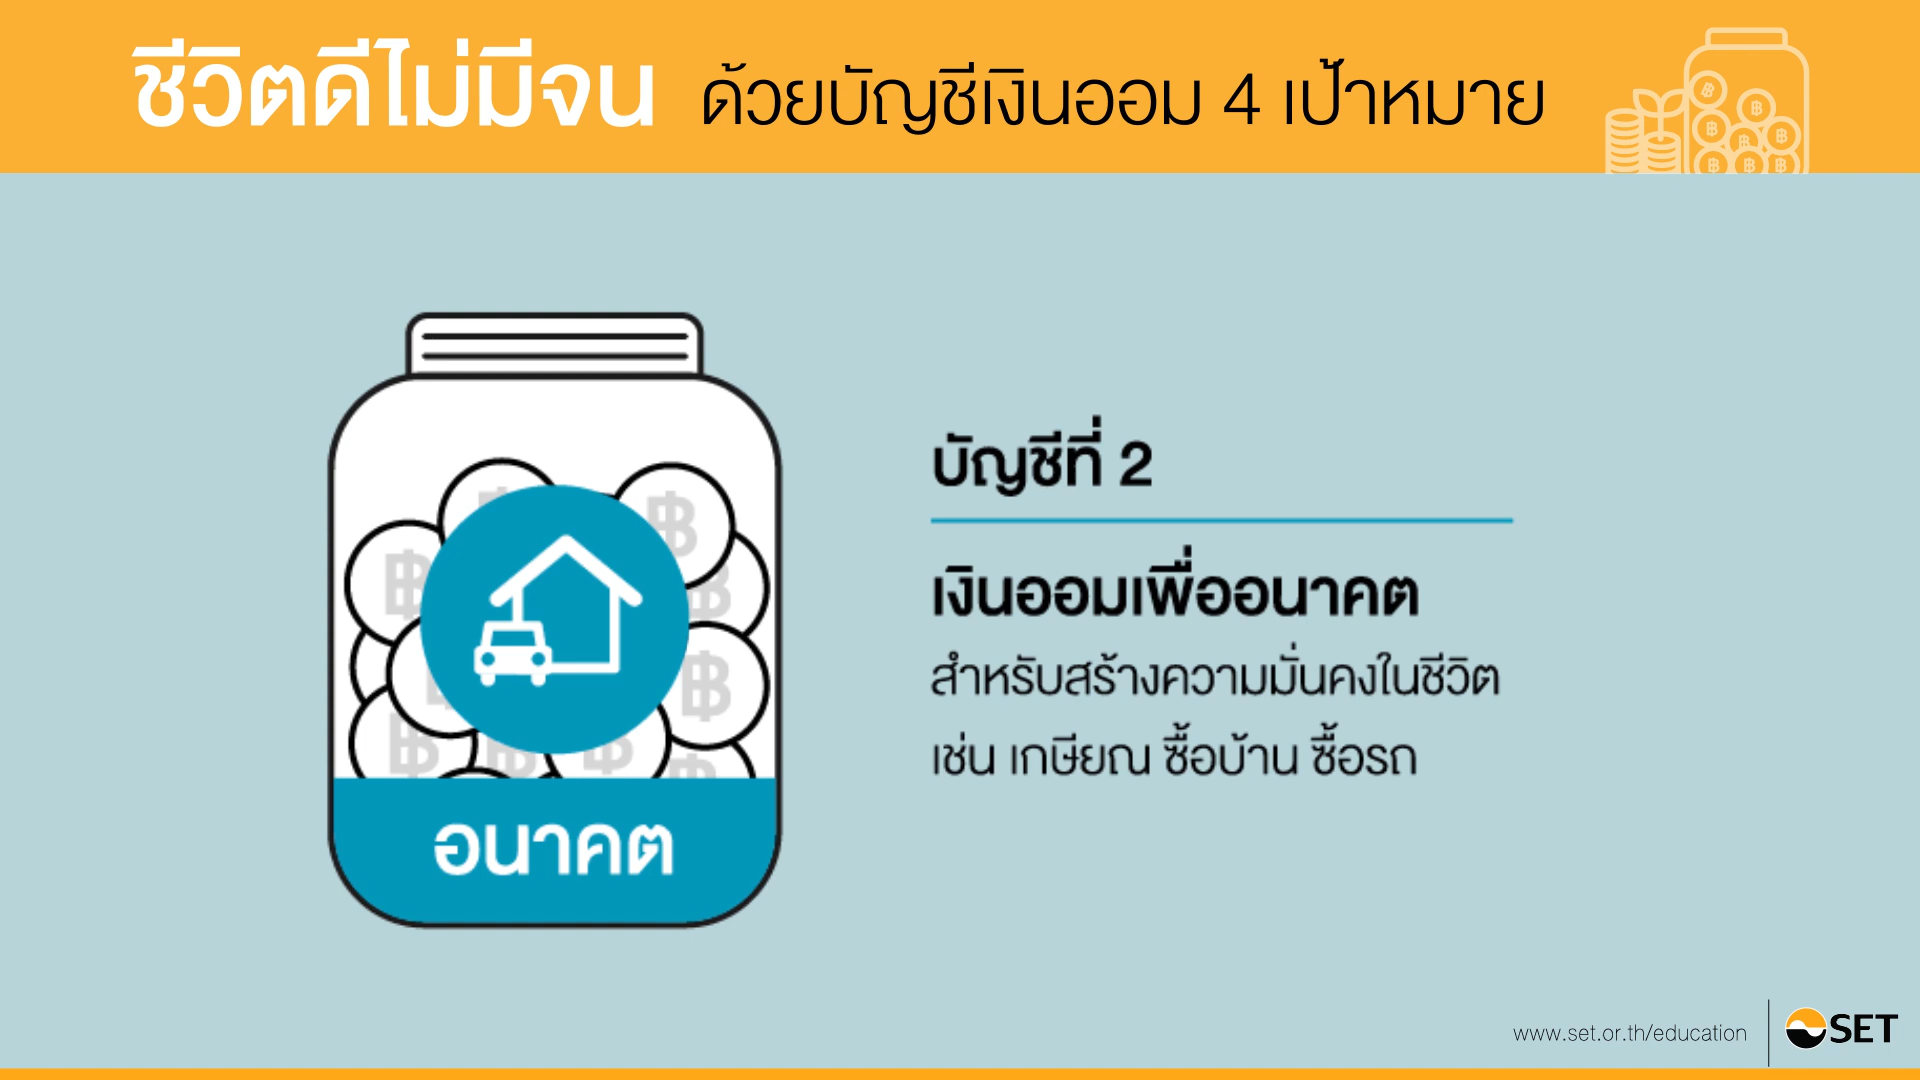 ชีวิตดีไม่มีจน ด้วยบัญชีเงินออม 4 เป้าหมาย
บัญชีที่ 2
เงินออมเพื่ออนาคต
สำหรับสร้างความมั่นคงในชีวิต
เช่น เกษียณ ซื้อบ้าน ซื้อรถ
อนาคต
www.set.or.th/education
SET